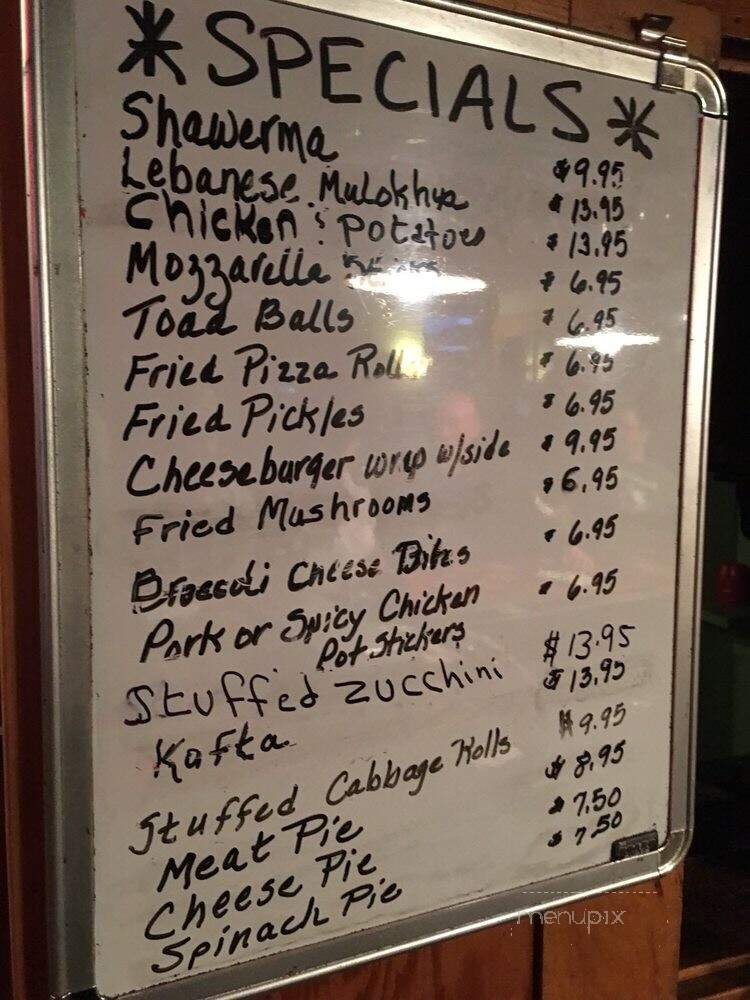 * SPECIALS *
Shawerma $9.95
Lebanese Mulokhya $13.95
Chicken & Potatoes $13.95
Mozzarella $6.95
Toad Balls $6.95
Fried Pizza Rolls $6.95
Fried Pickles $6.95
Cheeseburger wrap w/side $9.95
Fried Mushrooms $6.95
Broccoli Cheese Bites $6.95
Pork or Spicy Chicken $6.95
Pot Stickers
Stuffed Zucchini $13.95
Kafta $13.95
Stuffed Cabbage Rolls $9.95
Meat Pie $8.95
Cheese Pie $7.50
Spinach Pie $7.50
menupix